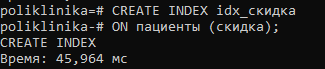 poliklinika=# CREATE INDEX idx_скидка
poliklinika-# ON пациенты (скидка);
CREATE INDEX
Время: 45,964 мс